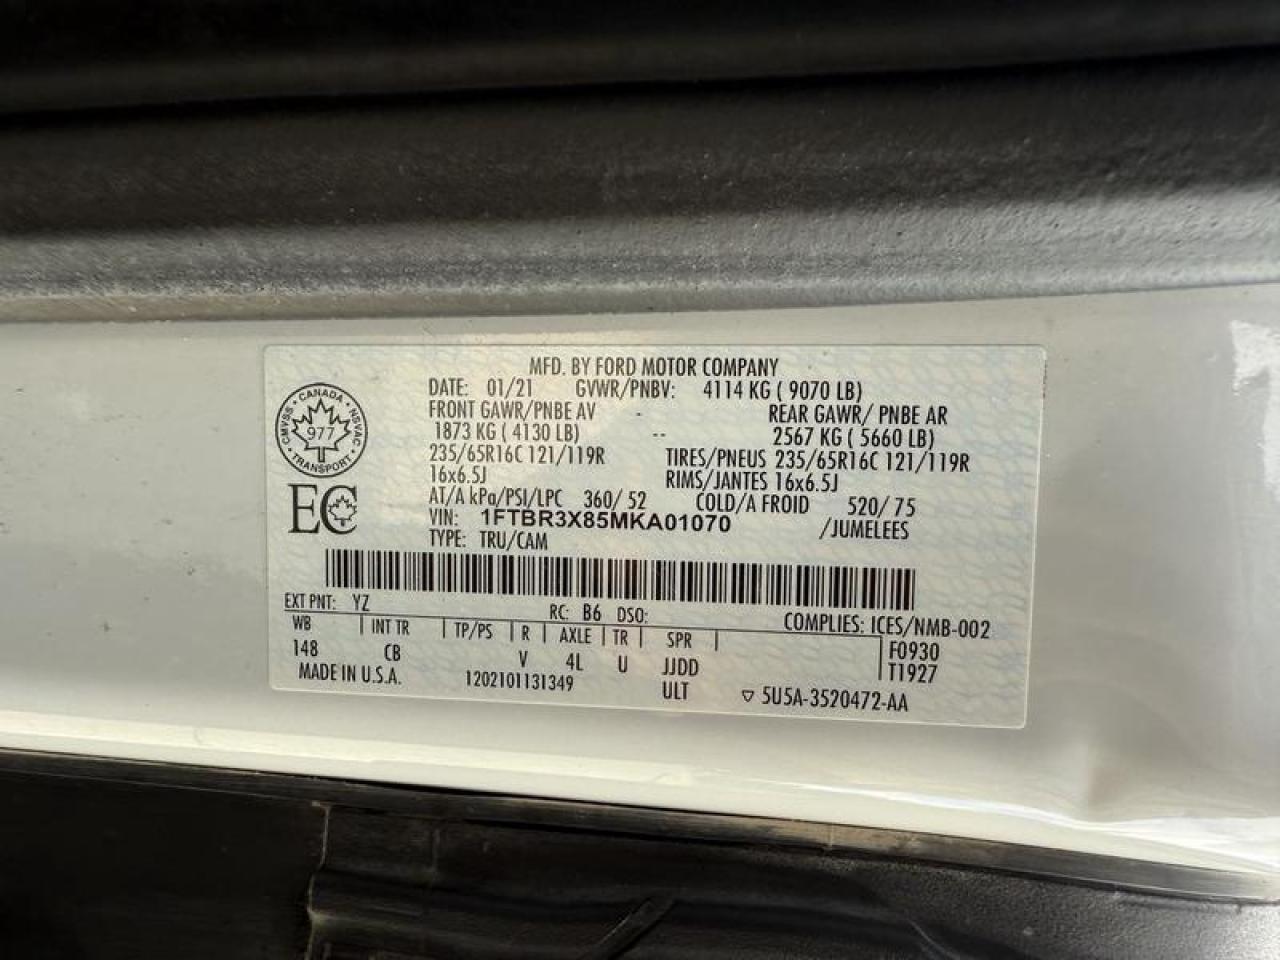 MFD. BY FORD MOTOR COMPANY
DATE: 01/21 GVWR/PNBV: 4114 KG ( 9070 LB)
FRONT GAWR/PNBE AV - REAR GAWR/ PNBE AR
1873 KG ( 4130 LB) -- 2567 KG ( 5660 LB)
235/65R16C 121/119R TIRES/PNEUS 235/65R16C 121/119R
16x6.5J RIMS/JANTES 16x6.5J
AT/A kPa/PSI/LPC 360/ 52 COLD/A FROID 520/ 75
VIN: 1FTBR3X85MKA01070 /JUMELEES
TYPE: TRU/CAM
CMVSS • CANADA • NSVAC • TRANSPORT •
977
EC
EXT PNT: YZ RC: B6 DSO: COMPLIES: ICES/NMB-002
WB | INT TR | TP/PS | R | AXLE | TR | SPR | F0930
148 CB V 4L U JJDD T1927
MADE IN U.S.A. 1202101131349 ULT ▽ 5U5A-3520472-AA